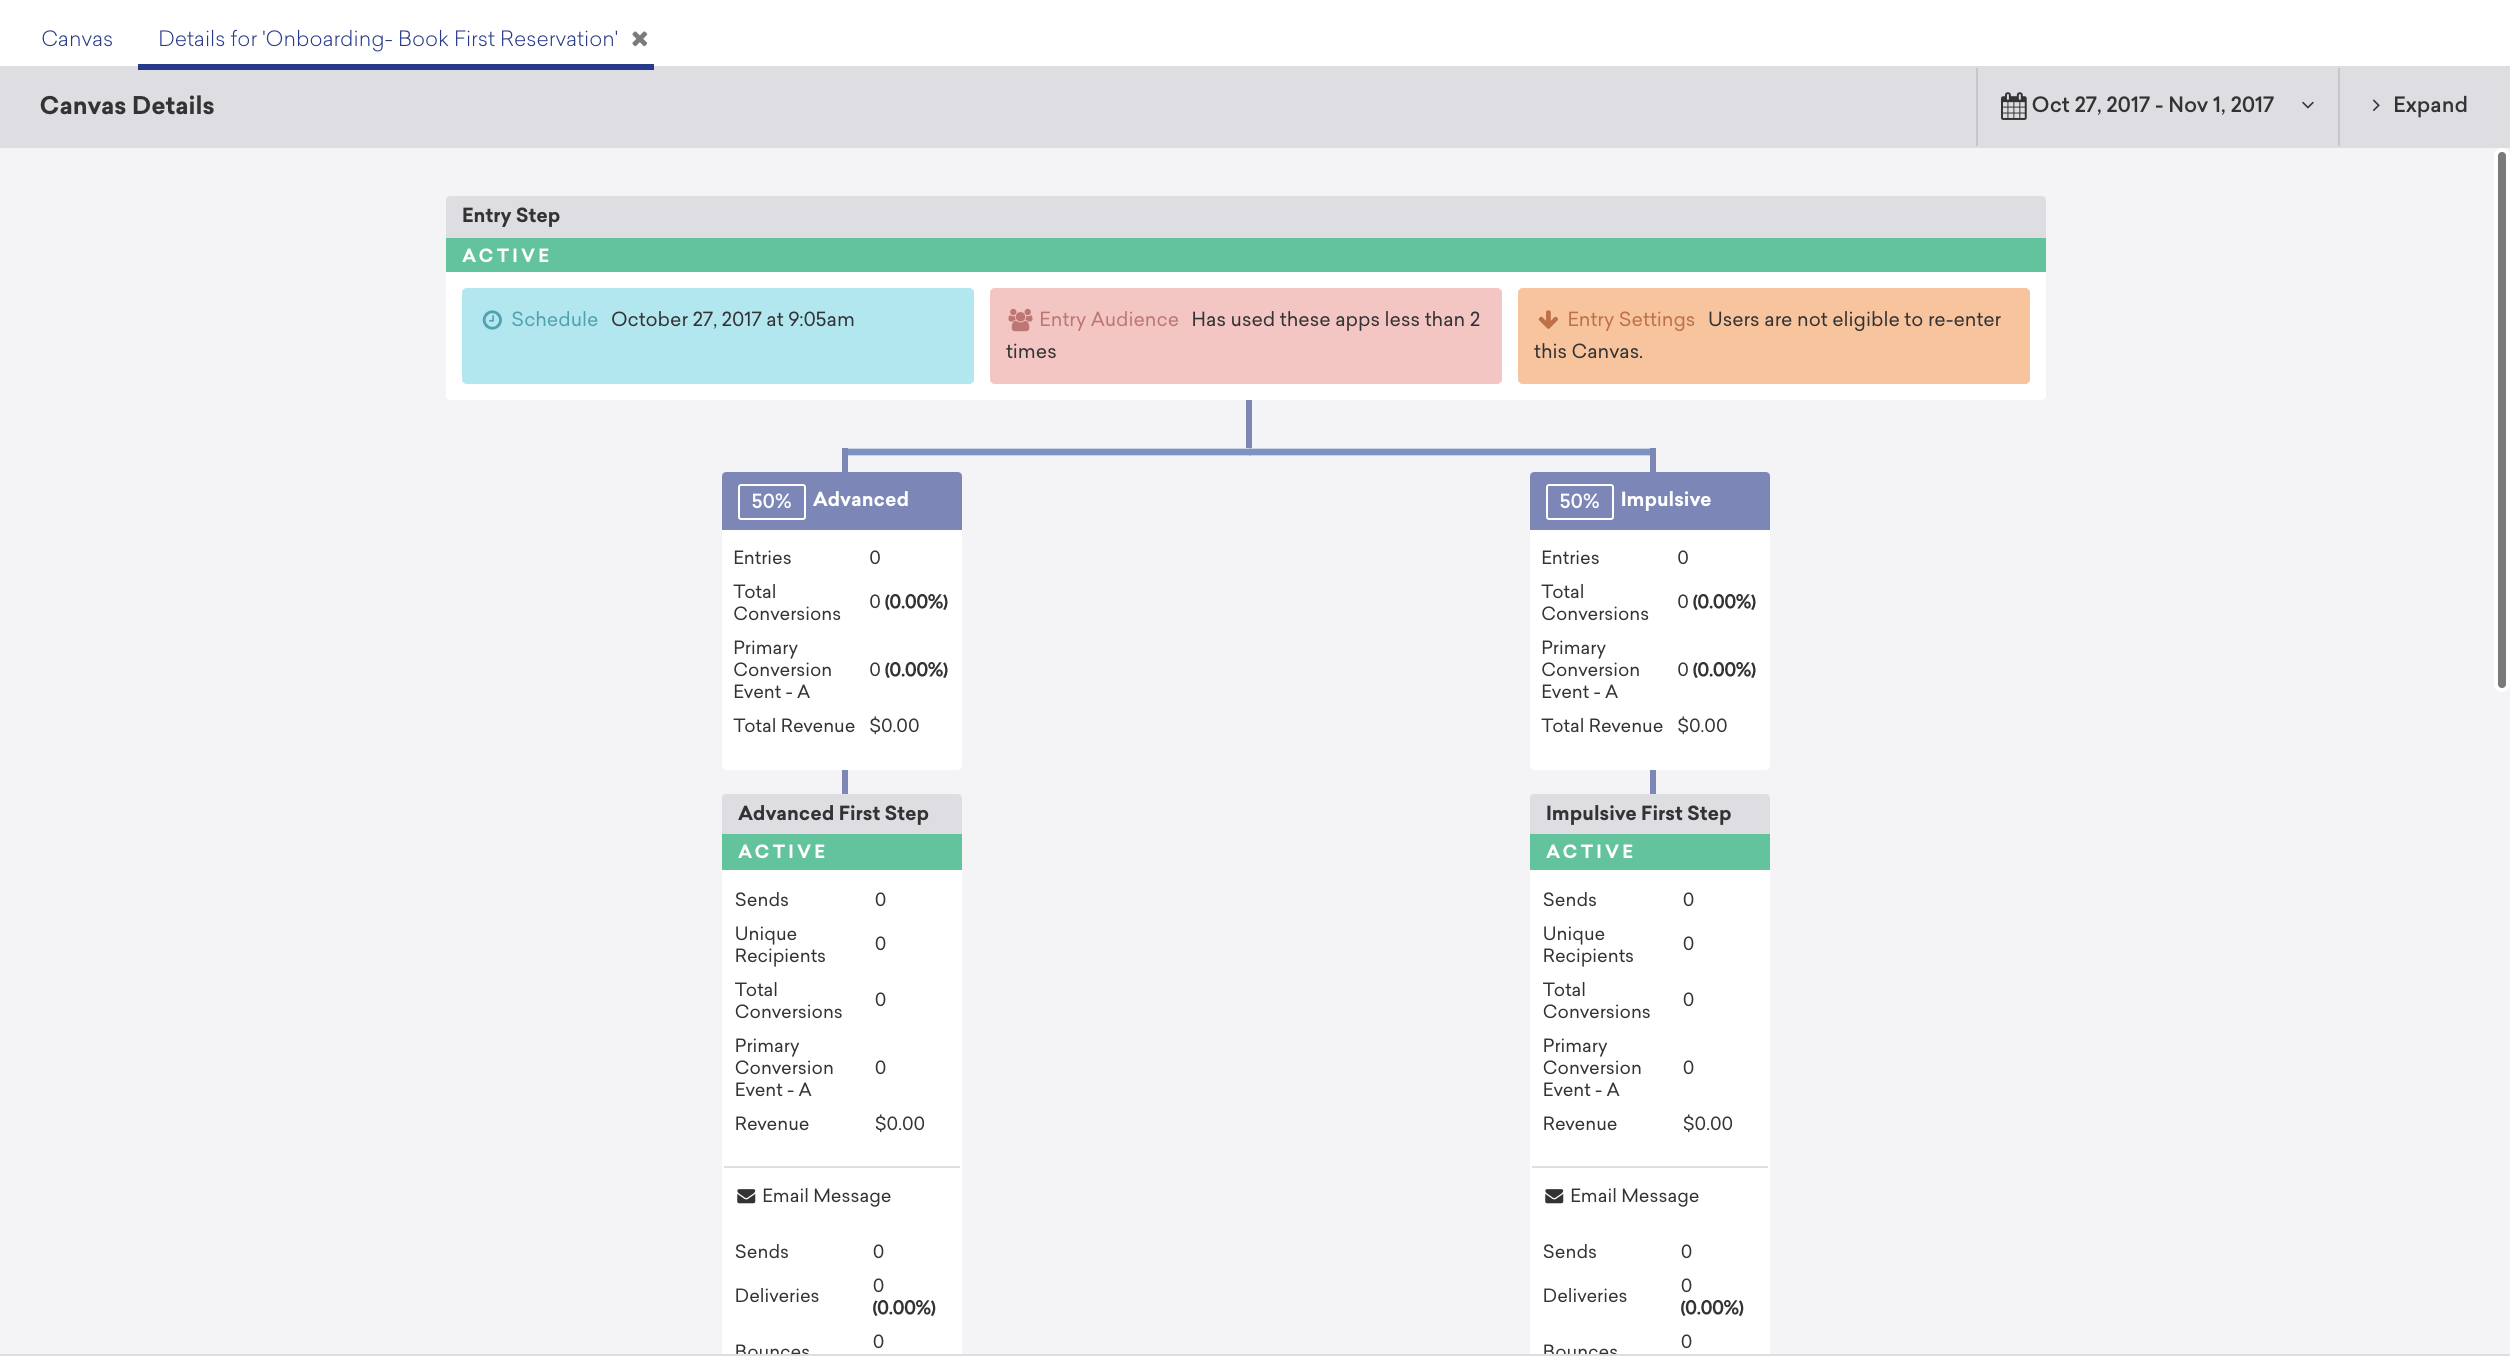 Canvas
Details for 'Onboarding- Book First Reservation' ✖
Canvas Details
Oct 27, 2017 - Nov 1, 2017
Expand
Entry Step
ACTIVE
Schedule October 27, 2017 at 9:05am
Entry Audience Has used these apps less than 2
times
Entry Settings Users are not eligible to re-enter
this Canvas.
50% Advanced
Entries 0
Total
Conversions 0 (0.00%)
Primary
Conversion
Event - A 0 (0.00%)
Total Revenue $0.00
Advanced First Step
ACTIVE
Sends 0
Unique
Recipients 0
Total
Conversions 0
Primary
Conversion
Event - A 0
Revenue $0.00
Email Message
Sends 0
Deliveries 0
(0.00%)
Bounces 0
50% Impulsive
Entries 0
Total
Conversions 0 (0.00%)
Primary
Conversion
Event - A 0 (0.00%)
Total Revenue $0.00
Impulsive First Step
ACTIVE
Sends 0
Unique
Recipients 0
Total
Conversions 0
Primary
Conversion
Event - A 0
Revenue $0.00
Email Message
Sends 0
Deliveries 0
(0.00%)
Bounces 0